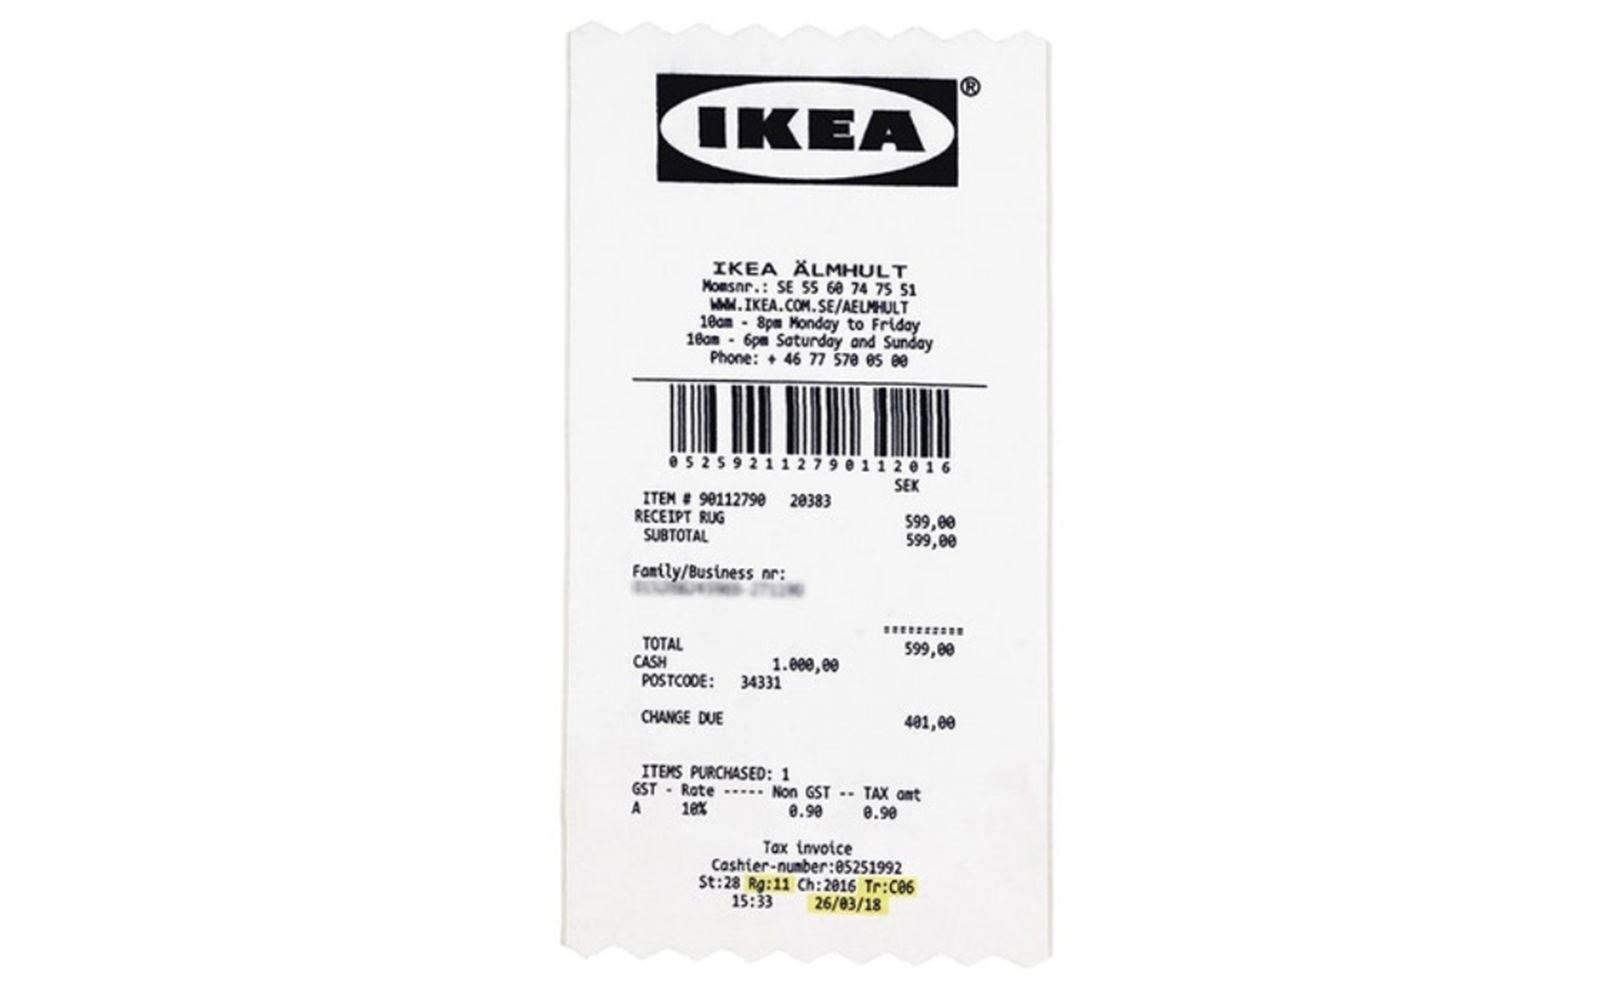 IKEA®
IKEA ÄLMHULT
Momsnr.: SE 55 60 74 75 51
WWW.IKEA.COM.SE/AELMHULT
10am - 8pm Monday to Friday
10am - 6pm Saturday and Sunday
Phone: + 46 77 570 05 00
052592112790112016
SEK
ITEM # 90112790 20383
RECEIPT RUG 599,00
SUBTOTAL 599,00
Family/Business nr:
==========
TOTAL 599,00
CASH 1.000,00
POSTCODE: 34331
CHANGE DUE 401,00
ITEMS PURCHASED: 1
GST - Rate ----- Non GST -- TAX amt
A 10% 0.90 0.90
Tax invoice
Cashier-number:05251992
St:28 Rg:11 Ch:2016 Tr:C06
15:33 26/03/18